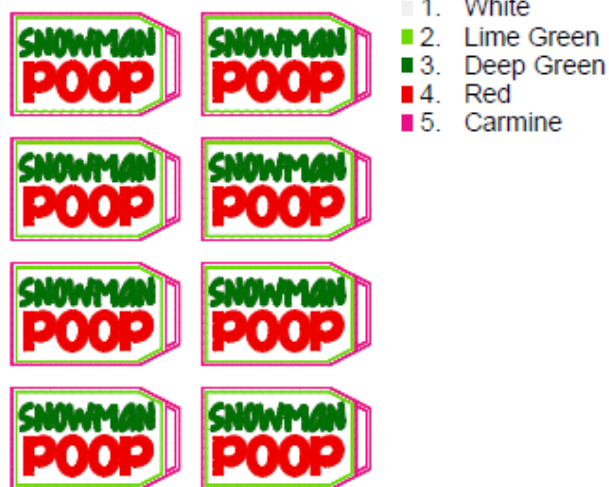 SNOWMAN SNOWMAN
POOP POOP
SNOWMAN SNOWMAN
POOP POOP
SNOWMAN SNOWMAN
POOP POOP
SNOWMAN SNOWMAN
POOP POOP
1. White
2. Lime Green
3. Deep Green
4. Red
5. Carmine